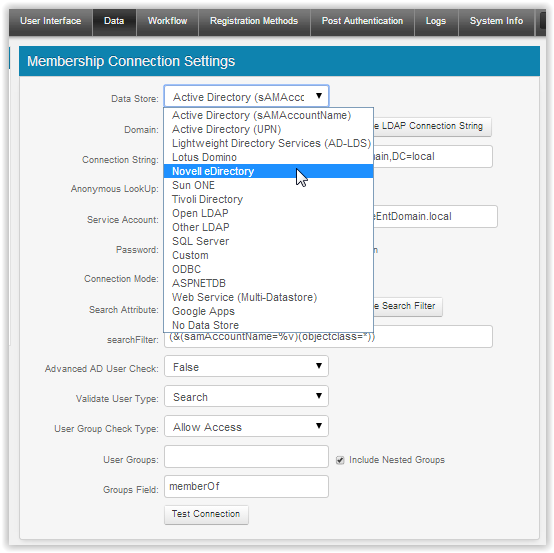 User Interface Data Workflow Registration Methods Post Authentication Logs System Info
Membership Connection Settings
Data Store: Active Directory (sAMAcc
Active Directory (sAMAccountName)
Domain: Active Directory (UPN) LDAP Connection String
Lightweight Directory Services (AD-LDS)
Connection String: Lotus Domino main,DC=local
Novell eDirectory
Anonymous LookUp: Sun ONE
Tivoli Directory
Service Account: Open LDAP eEntDomain.local
Other LDAP
Password: SQL Server
Custom
Connection Mode: ODBC
ASPNETDB
Web Service (Multi-Datastore)
Search Attribute: Google Apps Search Filter
No Data Store
searchFilter: (&(samAccountName=%v)(objectclass=*))
Advanced AD User Check: False
Validate User Type: Search
User Group Check Type: Allow Access
User Groups: Include Nested Groups
Groups Field: memberOf
Test Connection